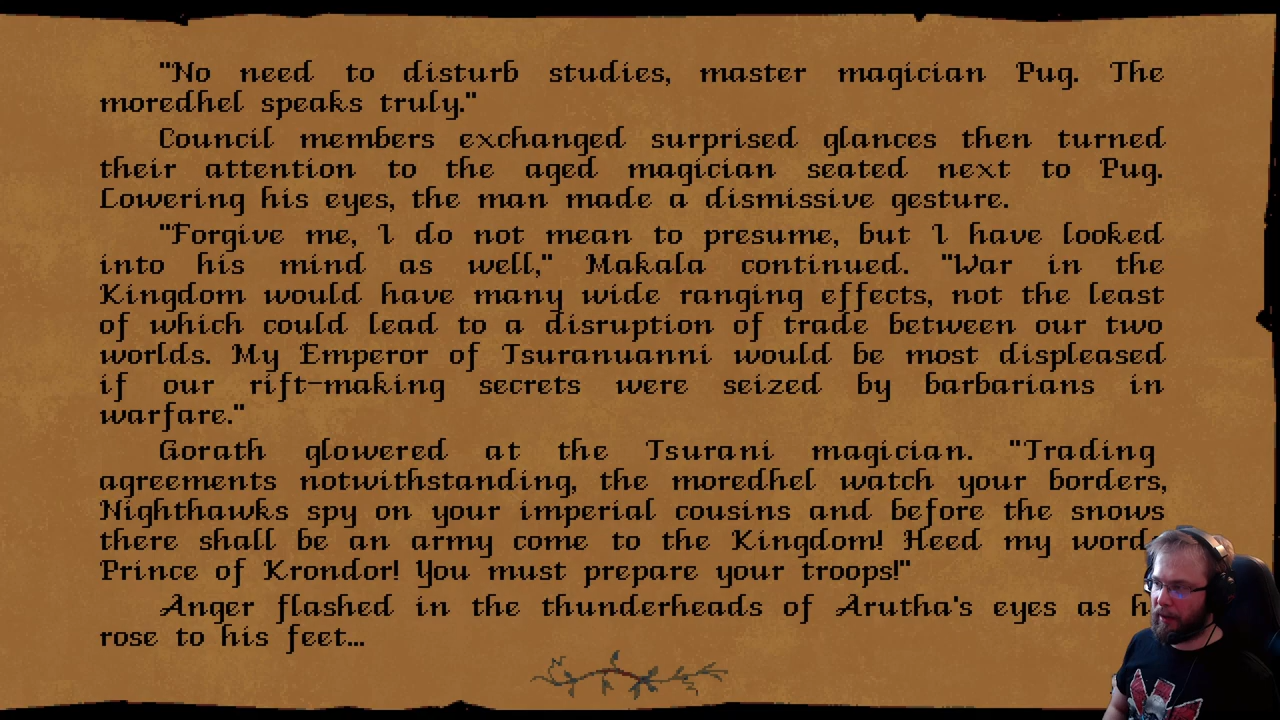 "No need to disturb studies, master magician Pug. The
moredhel speaks truly."
Council members exchanged surprised glances then turned
their attention to the aged magician seated next to Pug.
Lowering his eyes, the man made a dismissive gesture.
"Forgive me, I do not mean to presume, but I have looked
into his mind as well," Makala continued. "War in the
Kingdom would have many wide ranging effects, not the least
of which could lead to a disruption of trade between our two
worlds. My Emperor of Tsuranuanni would be most displeased
if our rift-making secrets were seized by barbarians in
warfare."
Gorath glowered at the Tsurani magician. "Trading
agreements notwithstanding, the moredhel watch your borders,
Nighthawks spy on your imperial cousins and before the snows
there shall be an army come to the Kingdom! Heed my
Prince of Krondor! You must prepare your troops!"
Anger flashed in the thunderheads of Arutha's eyes as
rose to his feet...